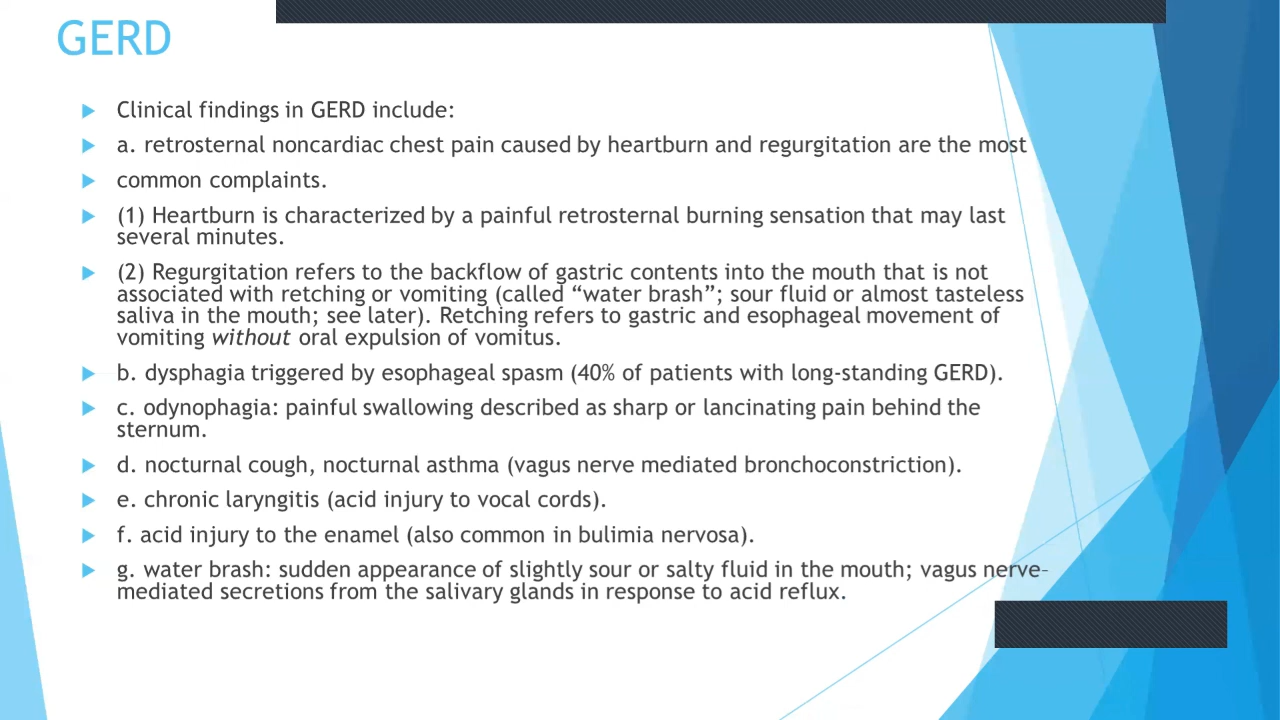 GERD
Clinical findings in GERD include:
a. retrosternal noncardiac chest pain caused by heartburn and regurgitation are the most
common complaints.
(1) Heartburn is characterized by a painful retrosternal burning sensation that may last
several minutes.
(2) Regurgitation refers to the backflow of gastric contents into the mouth that is not
associated with retching or vomiting (called “water brash”; sour fluid or almost tasteless
saliva in the mouth; see later). Retching refers to gastric and esophageal movement of
vomiting without oral expulsion of vomitus.
b. dysphagia triggered by esophageal spasm (40% of patients with long-standing GERD).
c. odynophagia: painful swallowing described as sharp or lancinating pain behind the
sternum.
d. nocturnal cough, nocturnal asthma (vagus nerve mediated bronchoconstriction).
e. chronic laryngitis (acid injury to vocal cords).
f. acid injury to the enamel (also common in bulimia nervosa).
g. water brash: sudden appearance of slightly sour or salty fluid in the mouth; vagus nerve–
mediated secretions from the salivary glands in response to acid reflux.